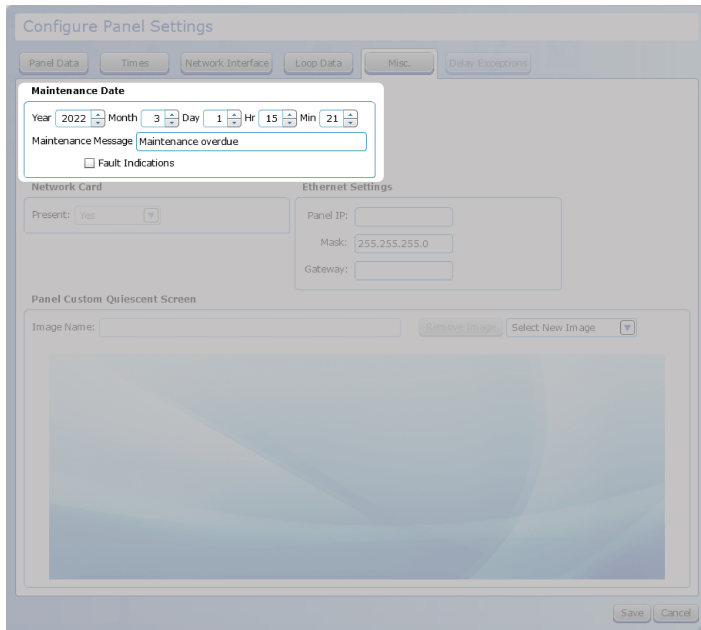 Configure Panel Settings
Panel Data Times Network Interface Loop Data Misc. Delay Exceptions
Maintenance Date
Year 2022 Month 3 Day 1 Hr 15 Min 21
Maintenance Message Maintenance overdue
Fault Indications
Network Card Ethernet Settings
Present: Yes Panel IP:
Mask: 255.255.255.0
Gateway:
Panel Custom Quiescent Screen
Image Name: Remove Image Select New Image
Save Cancel